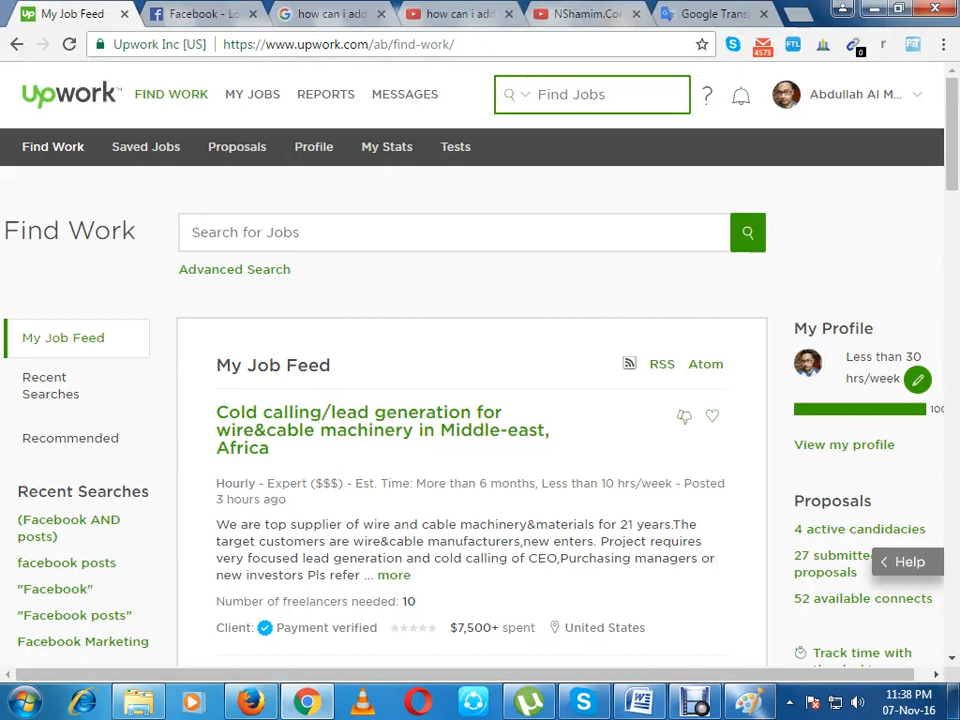 My Job Feed
Facebook - Lo
how can i add
how can i add
NShamim.Co
Google Trans
Upwork Inc [US] https://www.upwork.com/ab/find-work/
4573
FTL
0
r
Upwork
FIND WORK MY JOBS REPORTS MESSAGES
Find Jobs
?
Abdullah Al M...
Find Work Saved Jobs Proposals Profile My Stats Tests
Find Work
Search for Jobs
Advanced Search
My Job Feed
Recent
Searches
Recommended
Recent Searches
(Facebook AND
posts)
facebook posts
"Facebook"
"Facebook posts"
Facebook Marketing
My Job Feed
RSS Atom
Cold calling/lead generation for
wire&cable machinery in Middle-east,
Africa
Hourly - Expert ($$$) - Est. Time: More than 6 months, Less than 10 hrs/week - Posted
3 hours ago
We are top supplier of wire and cable machinery&materials for 21 years.The
target customers are wire&cable manufacturers,new enters. Project requires
very focused lead generation and cold calling of CEO,Purchasing managers or
new investors Pls refer ... more
Number of freelancers needed: 10
Client: Payment verified $7,500+ spent United States
My Profile
Less than 30
hrs/week
100
View my profile
Proposals
4 active candidacies
27 submitte
proposals
Help
52 available connects
Track time with
11:38 PM
07-Nov-16